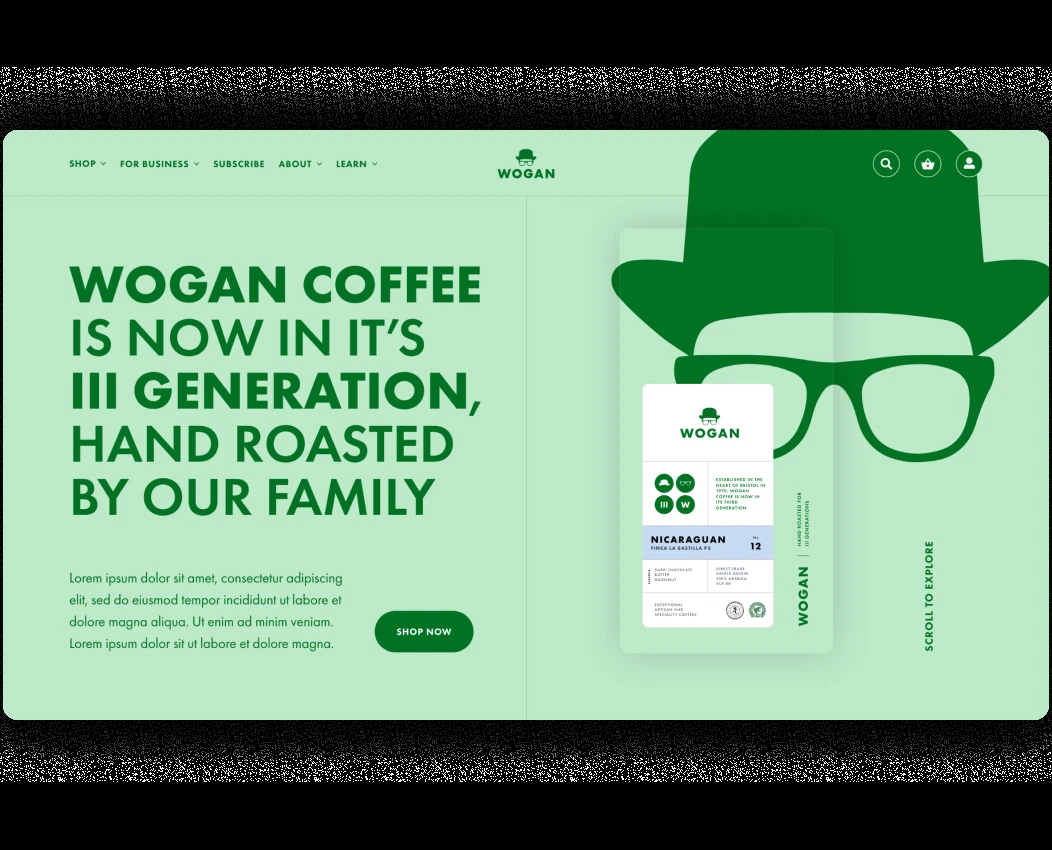 SHOP
FOR BUSINESS
SUBSCRIBE
ABOUT
LEARN
WOGAN
WOGAN COFFEE
IS NOW IN IT’S
III GENERATION,
HAND ROASTED
BY OUR FAMILY
Lorem ipsum dolor sit amet, consectetur adipiscing
elit, sed do eiusmod tempor incididunt ut labore et
dolore magna aliqua. Ut enim ad minim veniam.
Lorem ipsum dolor sit ut labore et dolore magna.
SHOP NOW
WOGAN
III
W
ESTABLISHED IN THE
HEART OF BRISTOL IN
1970, WOGAN
COFFEE IS NOW IN
ITS THIRD
GENERATION
NICARAGUAN
FINCA LA BASTILLA P3
No.
12
DARK CHOCOLATE
BUTTER
HAZELNUT
DIRECT TRADE
SINGLE ORIGIN
100% ARABICA
SCA 86
EXCEPTIONAL
ARTISAN AND
SPECIALITY COFFEES
WOGAN
HAND ROASTED FOR
III GENERATIONS
SCROLL TO EXPLORE